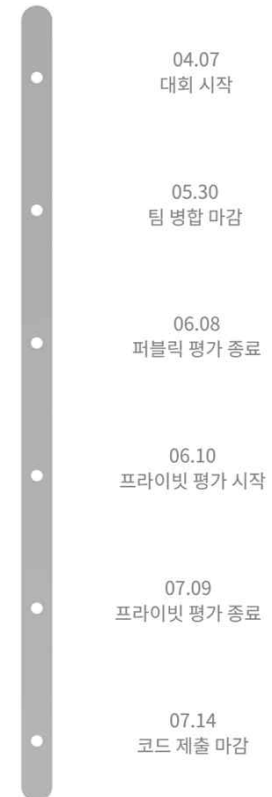 04.07
대회 시작
05.30
팀 병합 마감
06.08
퍼블릭 평가 종료
06.10
프라이빗 평가 시작
07.09
프라이빗 평가 종료
07.14
코드 제출 마감